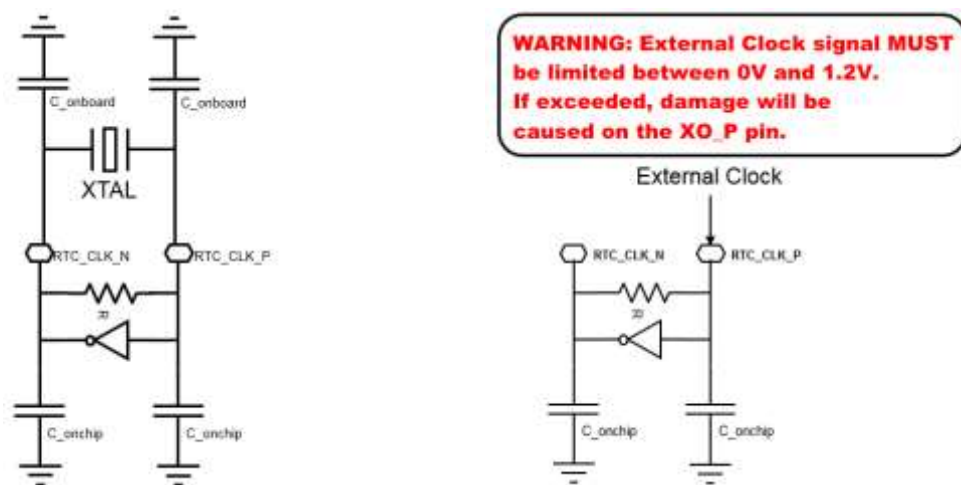 C_onboard
C_onboard
XTAL
RTC_CLK_N
RTC_CLK_P
R
C_onchip
C_onchip
WARNING: External Clock signal MUST
be limited between 0V and 1.2V.
If exceeded, damage will be
caused on the XO_P pin.
External Clock
RTC_CLK_N
RTC_CLK_P
R
C_onchip
C_onchip